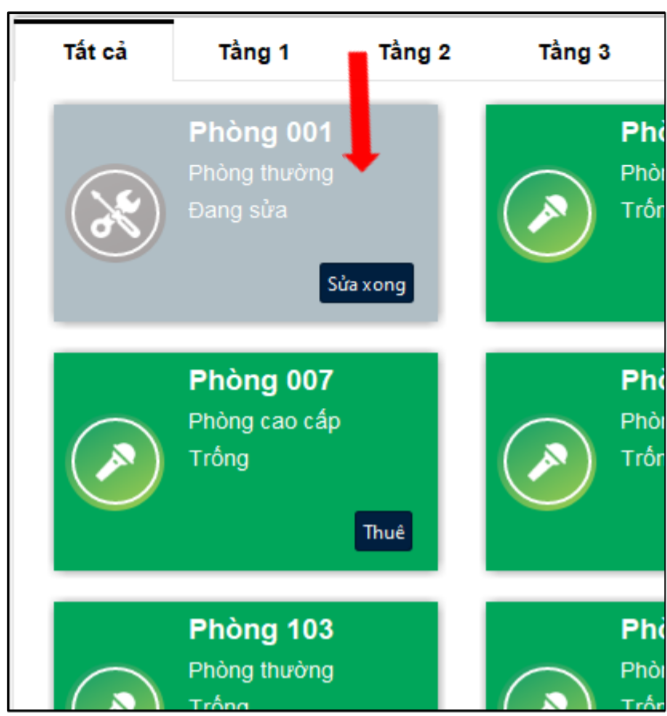 Tất cả Tầng 1 Tầng 2 Tầng 3
Phòng 001
Phòng thường
Đang sửa
Sửa xong
Phòng 007
Phòng cao cấp
Trống
Thuê
Phòng 103
Phòng thường
Trống